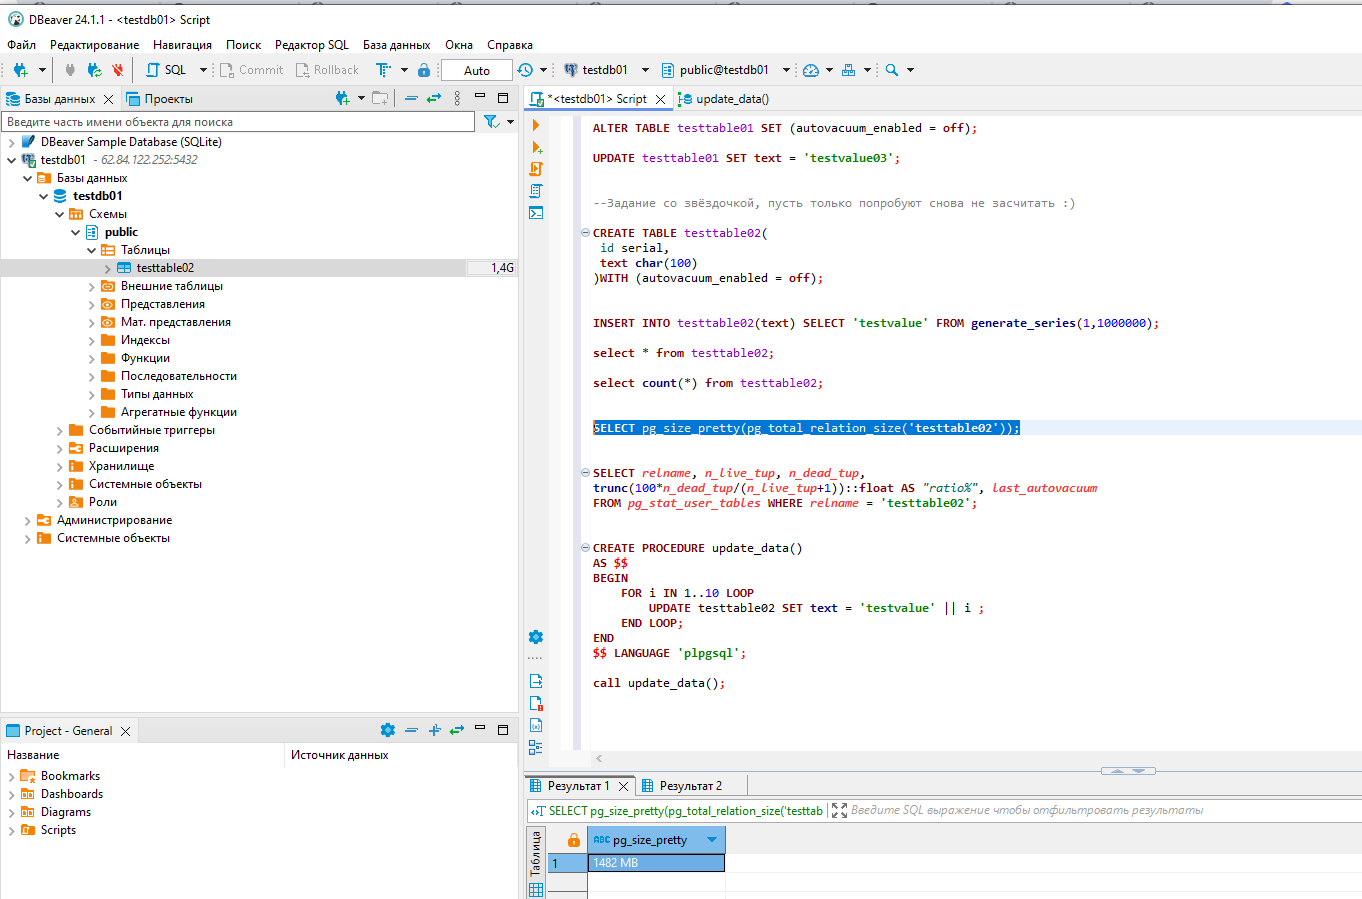 DBeaver 24.1.1 - <testdb01> Script
Файл Редактирование Навигация Поиск Редактор SQL База данных Окна Справка
SQL Commit Rollback Auto testdb01 public@testdb01
Базы данных Проекты
Введите часть имени объекта для поиска
DBeaver Sample Database (SQLite)
testdb01 - 62.84.122.252:5432
Базы данных
testdb01
Схемы
public
Таблицы
testtable02 1,4G
Внешние таблицы
Представления
Мат. представления
Индексы
Функции
Последовательности
Типы данных
Агрегатные функции
Событийные триггеры
Расширения
Хранилище
Системные объекты
Роли
Администрирование
Системные объекты
Project - General
Название Источник данных
Bookmarks
Dashboards
Diagrams
Scripts
*<testdb01> Script update_data()
ALTER TABLE testtable01 SET (autovacuum_enabled = off);
UPDATE testtable01 SET text = 'testvalue03';
--Задание со звёздочкой, пусть только попробуют снова не засчитать :)
CREATE TABLE testtable02(
id serial,
text char(100)
)WITH (autovacuum_enabled = off);
INSERT INTO testtable02(text) SELECT 'testvalue' FROM generate_series(1,1000000);
select * from testtable02;
select count(*) from testtable02;
SELECT pg_size_pretty(pg_total_relation_size('testtable02'));
SELECT relname, n_live_tup, n_dead_tup,
trunc(100*n_dead_tup/(n_live_tup+1))::float AS "ratio%", last_autovacuum
FROM pg_stat_user_tables WHERE relname = 'testtable02';
CREATE PROCEDURE update_data()
AS $$
BEGIN
FOR i IN 1..10 LOOP
UPDATE testtable02 SET text = 'testvalue' || i ;
END LOOP;
END
$$ LANGUAGE 'plpgsql';
call update_data();
Результат 1 Результат 2
SELECT pg_size_pretty(pg_total_relation_size('testtab Введите SQL выражение чтобы отфильтровать результаты
Таблица
ABC pg_size_pretty
1 1482 MB